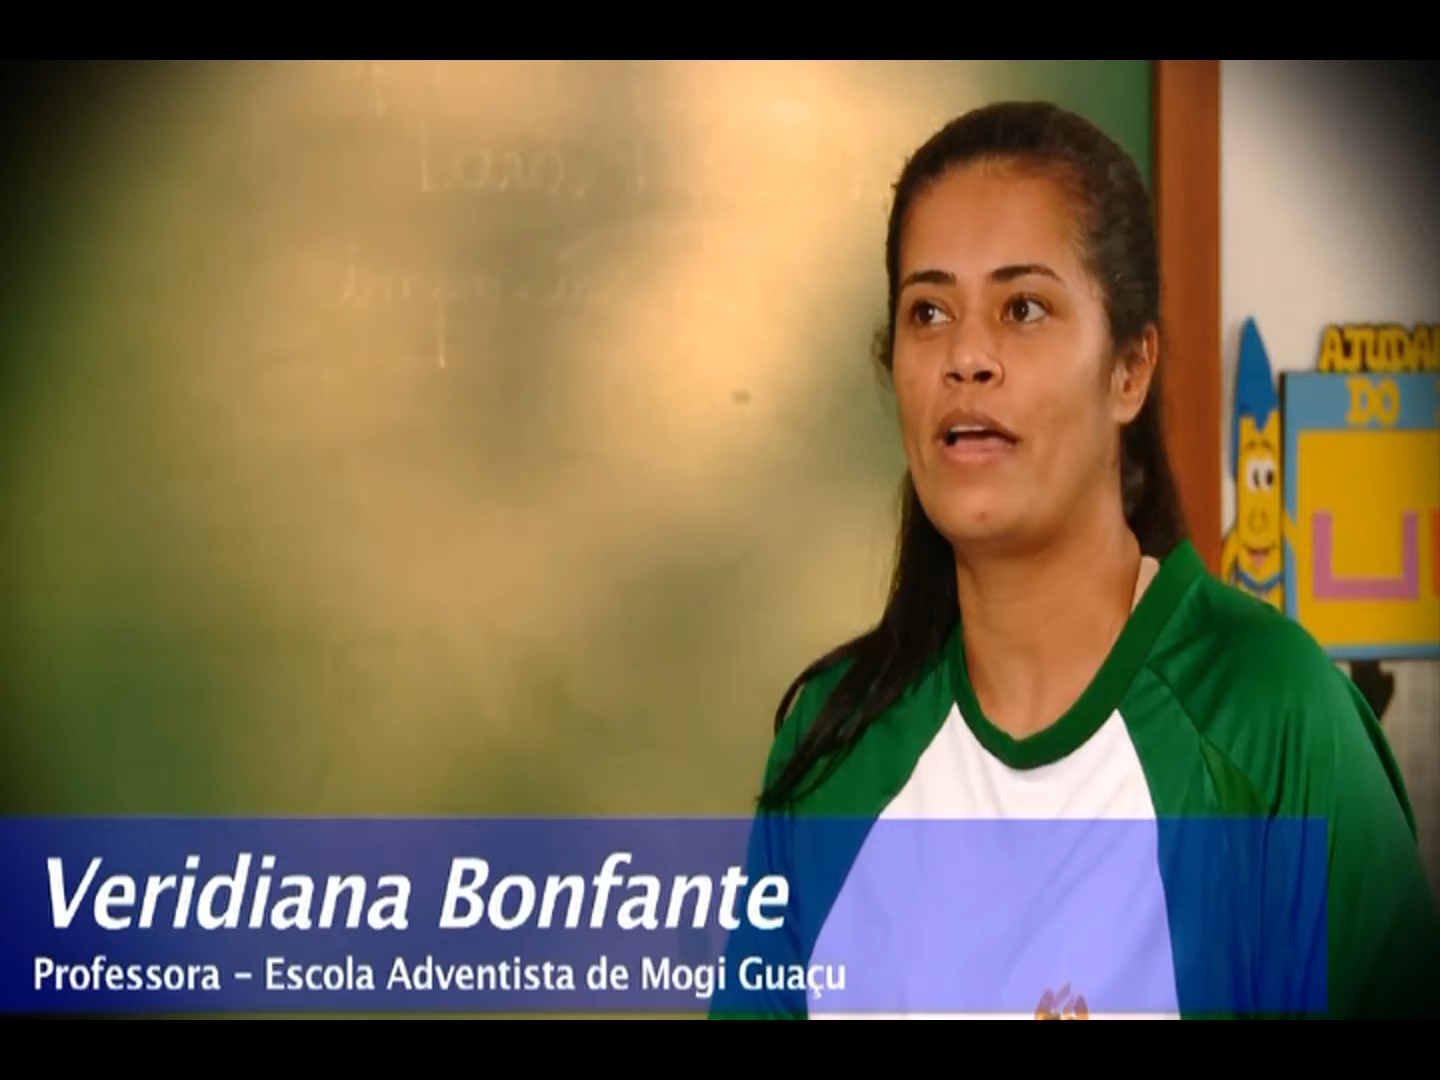 AJUDA
DO
Veridiana Bonfante
Professora – Escola Adventista de Mogi Guaçu